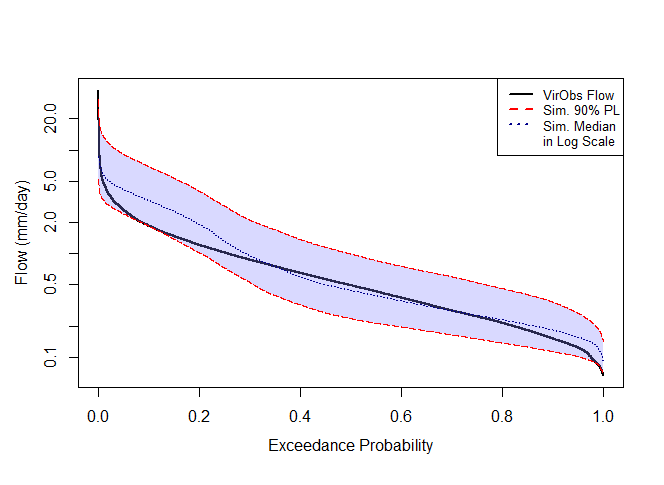 VirObs Flow
Sim. 90% PL
Sim. Median
in Log Scale
20.0
5.0
2.0
0.5
0.1
Flow (mm/day)
0.0 0.2 0.4 0.6 0.8 1.0
Exceedance Probability